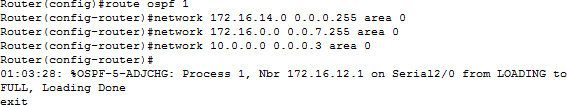 Router(config)#route ospf 1
Router(config-router)#network 172.16.14.0 0.0.0.255 area 0
Router(config-router)#network 172.16.0.0 0.0.7.255 area 0
Router(config-router)#network 10.0.0.0 0.0.0.3 area 0
Router(config-router)#
01:03:28: %OSPF-5-ADJCHG: Process 1, Nbr 172.16.12.1 on Serial2/0 from LOADING to
FULL, Loading Done
exit